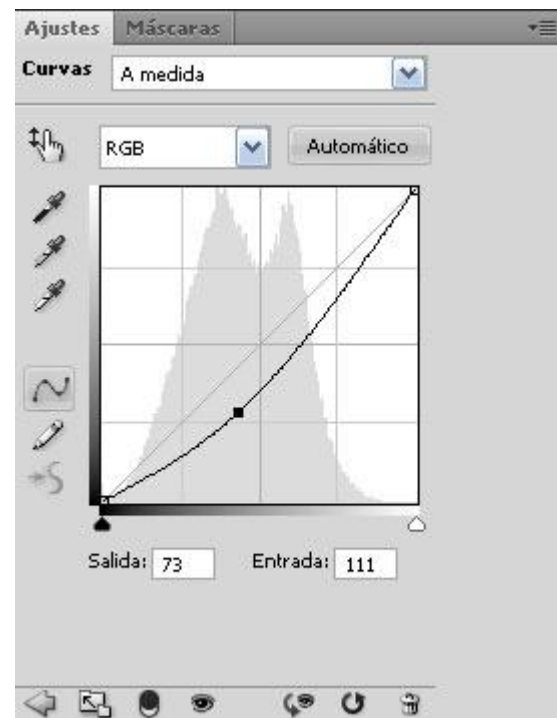 Ajustes Máscaras
Curvas A medida
RGB Automático
Salida: 73 Entrada: 111